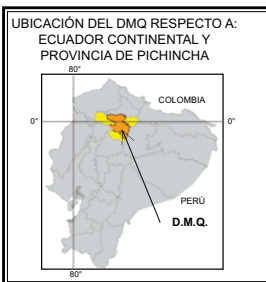 UBICACIÓN DEL DMQ RESPECTO A:
ECUADOR CONTINENTAL Y
PROVINCIA DE PICHINCHA
80°
COLOMBIA
0°
0°
PERÚ
D.M.Q.
80°